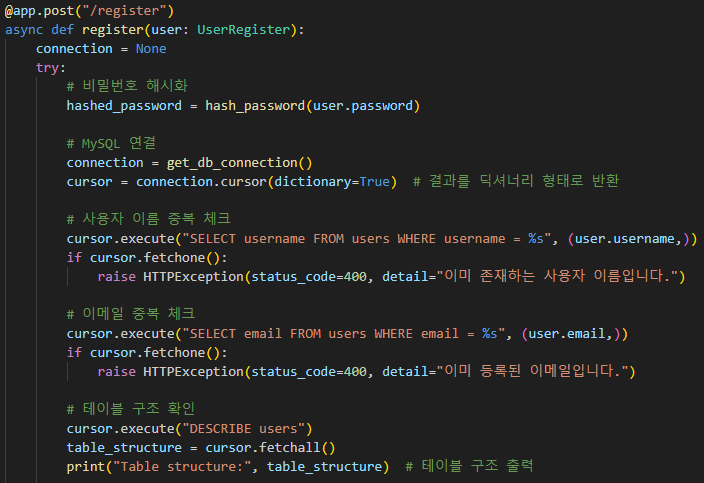 @app.post("/register")
async def register(user: UserRegister):
    connection = None
    try:
        # 비밀번호 해시화
        hashed_password = hash_password(user.password)

        # MySQL 연결
        connection = get_db_connection()
        cursor = connection.cursor(dictionary=True)  # 결과를 딕셔너리 형태로 반환

        # 사용자 이름 중복 체크
        cursor.execute("SELECT username FROM users WHERE username = %s", (user.username,))
        if cursor.fetchone():
            raise HTTPException(status_code=400, detail="이미 존재하는 사용자 이름입니다.")

        # 이메일 중복 체크
        cursor.execute("SELECT email FROM users WHERE email = %s", (user.email,))
        if cursor.fetchone():
            raise HTTPException(status_code=400, detail="이미 등록된 이메일입니다.")

        # 테이블 구조 확인
        cursor.execute("DESCRIBE users")
        table_structure = cursor.fetchall()
        print("Table structure:", table_structure)  # 테이블 구조 출력